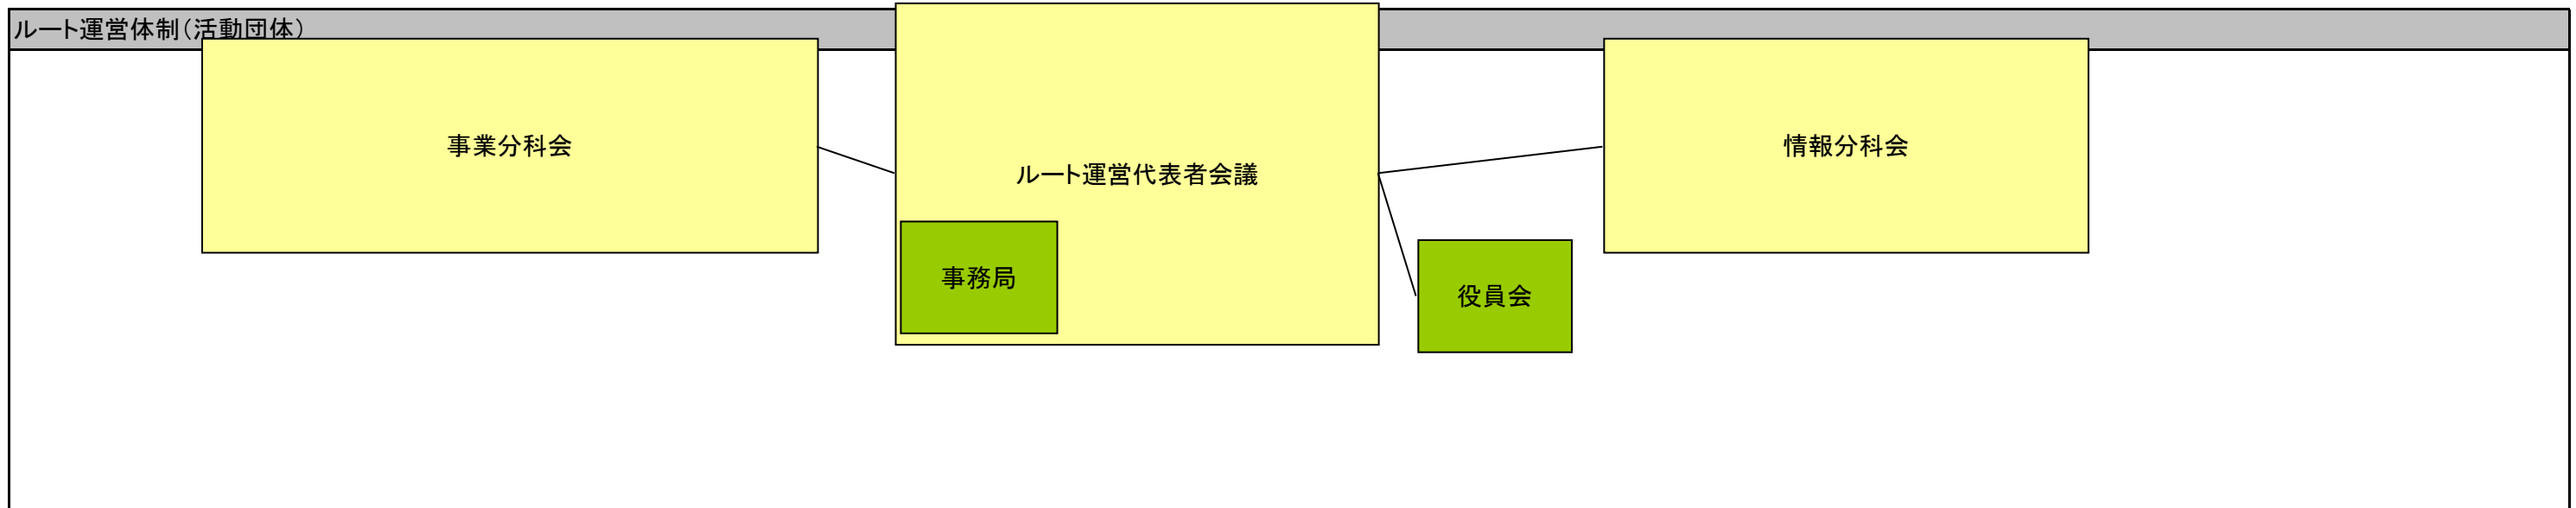 ルート運営体制（活動団体）
事業分科会
ルート運営代表者会議
情報分科会
事務局
役員会